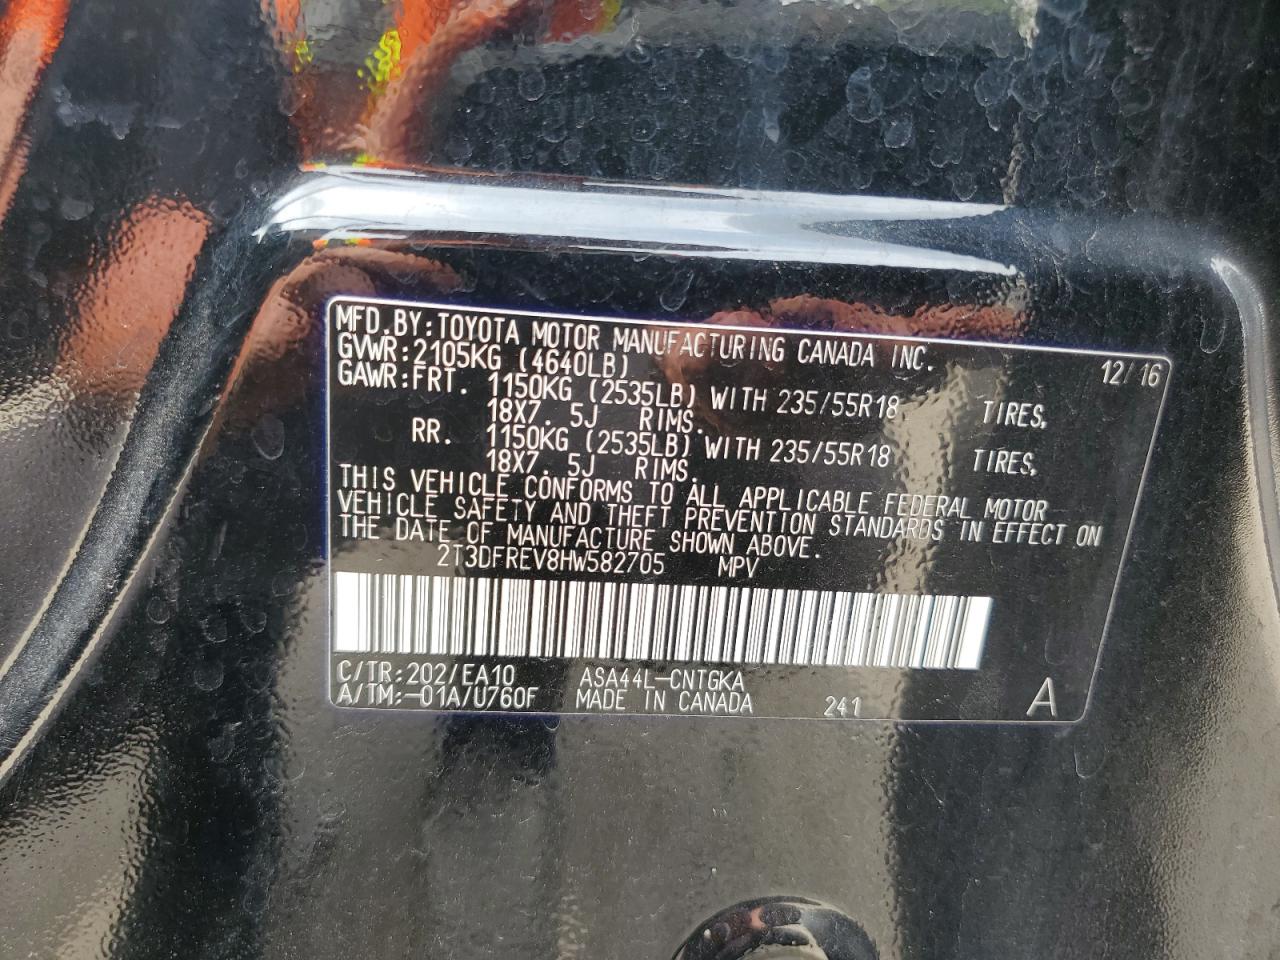 MFD.BY:TOYOTA MOTOR MANUFACTURING CANADA INC.
GVWR:2105KG (4640LB) 12/16
GAWR:FRT. 1150KG (2535LB) WITH 235/55R18 TIRES,
18X7. 5J RIMS.
RR. 1150KG (2535LB) WITH 235/55R18 TIRES,
18X7. 5J RIMS.
THIS VEHICLE CONFORMS TO ALL APPLICABLE FEDERAL MOTOR
VEHICLE SAFETY AND THEFT PREVENTION STANDARDS IN EFFECT ON
THE DATE OF MANUFACTURE SHOWN ABOVE.
2T3DFREV8HW582705 MPV
C/TR:202/EA10 ASA44L-CNTGKA
A/TM:-01A/U760F MADE IN CANADA 241 A